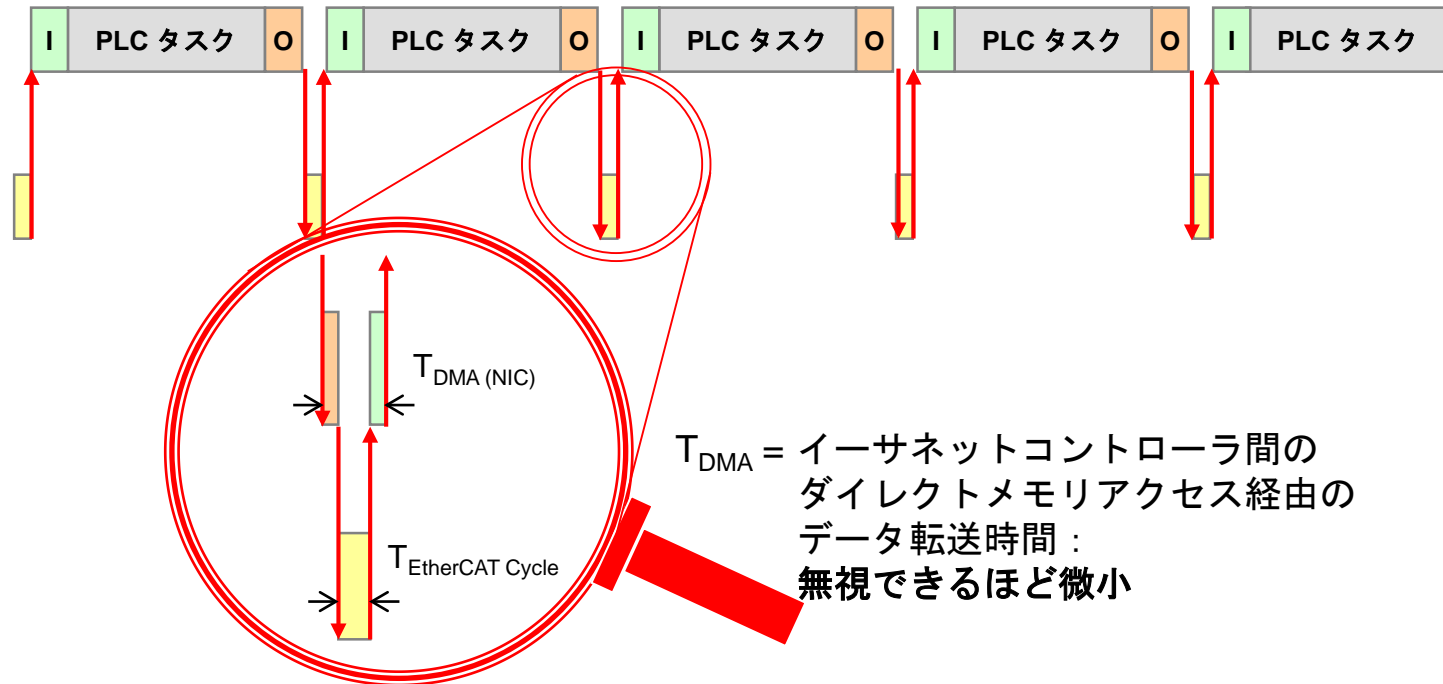 I PLC タスク O I PLC タスク O I PLC タスク O I PLC タスク O I PLC タスク
T_DMA (NIC)
T_EtherCAT Cycle
T_DMA = イーサネットコントローラ間の
ダイレクトメモリアクセス経由の
データ転送時間：
無視できるほど微小